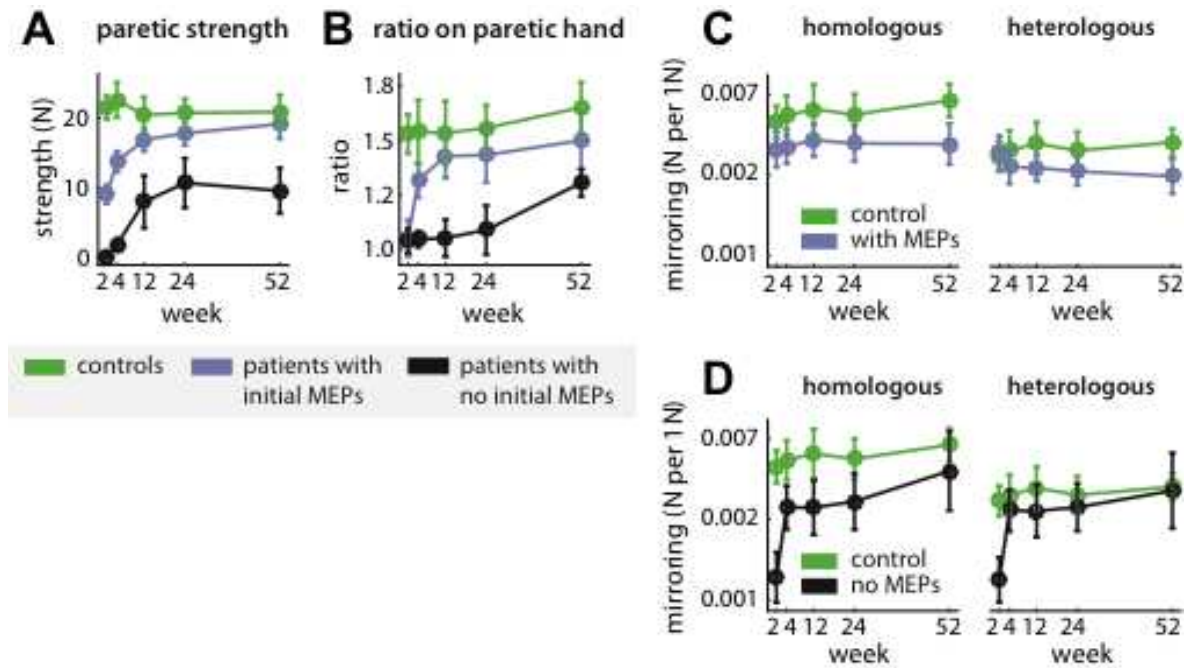 A paretic strength
strength (N)
20
10
0
2 4 12 24 52
week
B ratio on paretic hand
ratio
1.8
1.5
1.2
1.0
2 4 12 24 52
week
controls
patients with
initial MEPs
patients with
no initial MEPs
C homologous heterologous
mirroring (N per 1N)
0.007
0.002
0.001
control
with MEPs
2 4 12 24 52
week
2 4 12 24 52
week
D homologous heterologous
mirroring (N per 1N)
0.007
0.002
0.001
control
no MEPs
2 4 12 24 52
week
2 4 12 24 52
week